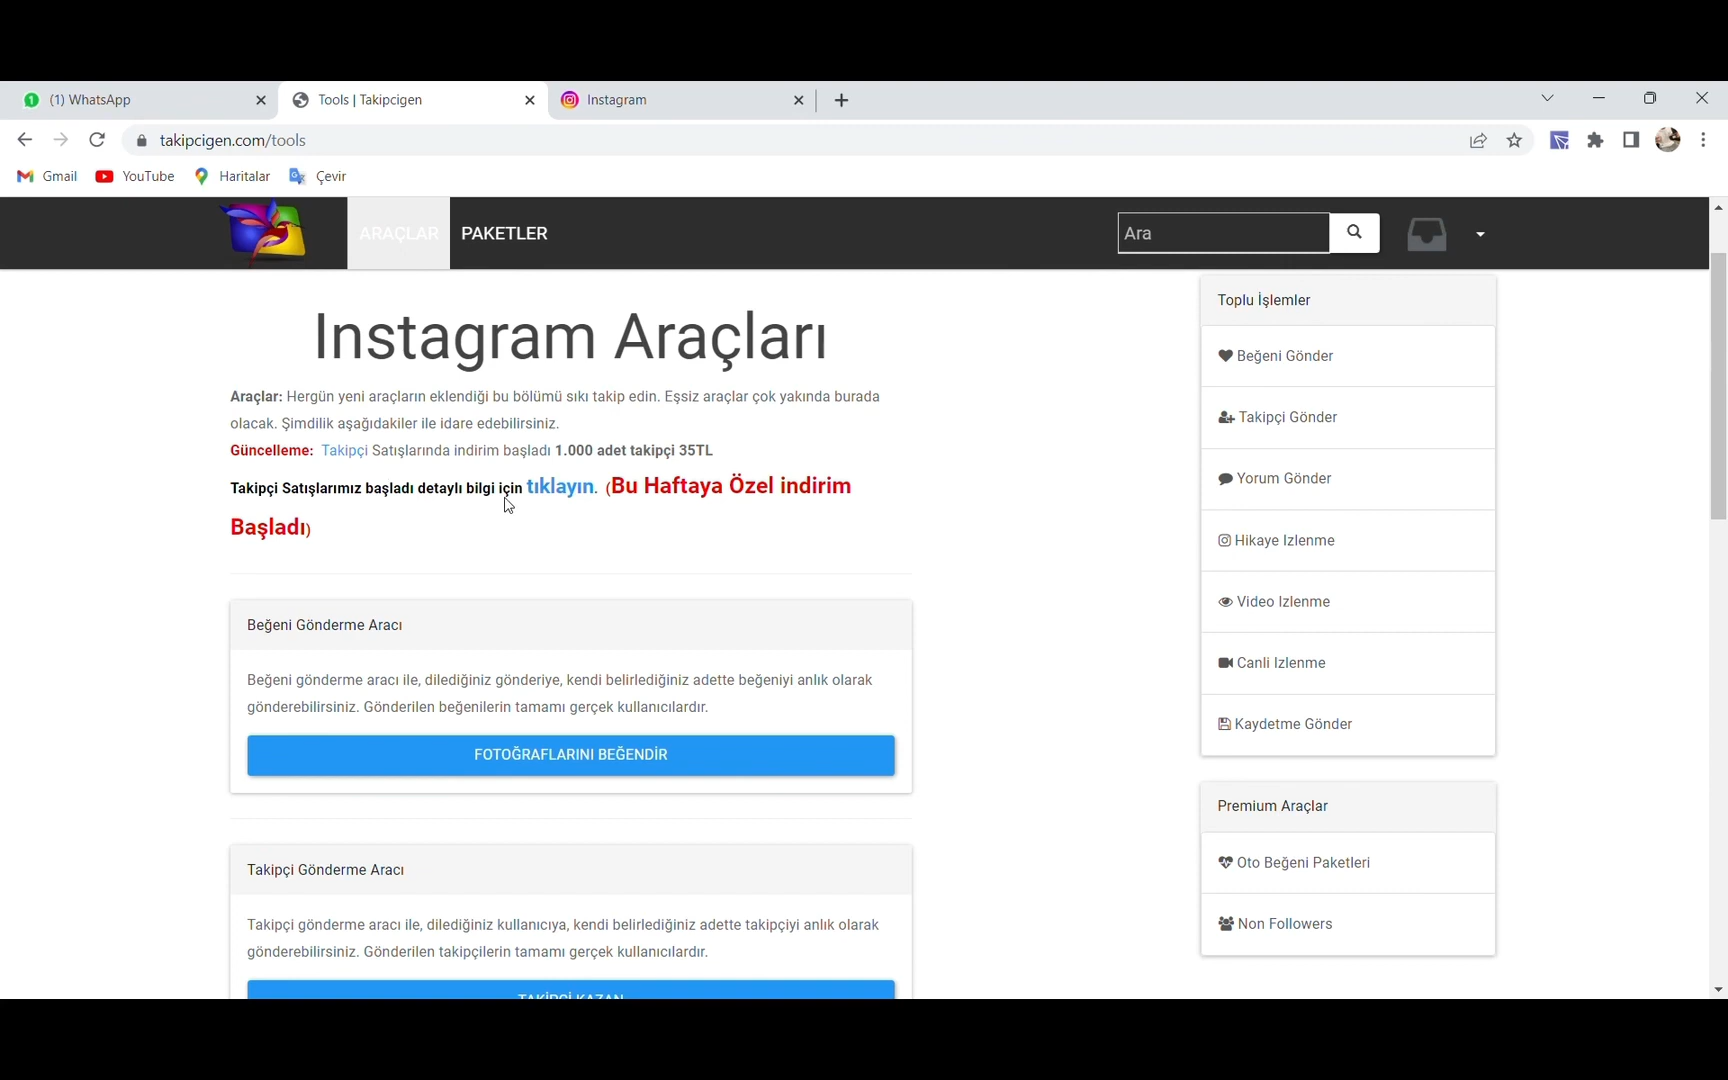 (1) WhatsApp
Tools | Takipcigen
Instagram
takipcigen.com/tools
Gmail
YouTube
Haritalar
Çevir
ARAÇLAR
PAKETLER
Ara
Instagram Araçları
Araçlar: Hergün yeni araçların eklendiği bu bölümü sıkı takip edin. Eşsiz araçlar çok yakında burada
olacak. Şimdilik aşağıdakiler ile idare edebilirsiniz.
Güncelleme: Takipçi Satışlarında indirim başladı 1.000 adet takipçi 35TL
Takipçi Satışlarımız başladı detaylı bilgi için tıklayın. (Bu Haftaya Özel indirim
Başladı)
Beğeni Gönderme Aracı
Beğeni gönderme aracı ile, dilediğiniz gönderiye, kendi belirlediğiniz adette beğeniyi anlık olarak
gönderebilirsiniz. Gönderilen beğenilerin tamamı gerçek kullanıcılardır.
FOTOĞRAFLARINI BEĞENDİR
Takipçi Gönderme Aracı
Takipçi gönderme aracı ile, dilediğiniz kullanıcıya, kendi belirlediğiniz adette takipçiyi anlık olarak
gönderebilirsiniz. Gönderilen takipçilerin tamamı gerçek kullanıcılardır.
TAKİPÇİ KAZAN
Toplu İşlemler
Beğeni Gönder
Takipçi Gönder
Yorum Gönder
Hikaye Izlenme
Video Izlenme
Canli Izlenme
Kaydetme Gönder
Premium Araçlar
Oto Beğeni Paketleri
Non Followers